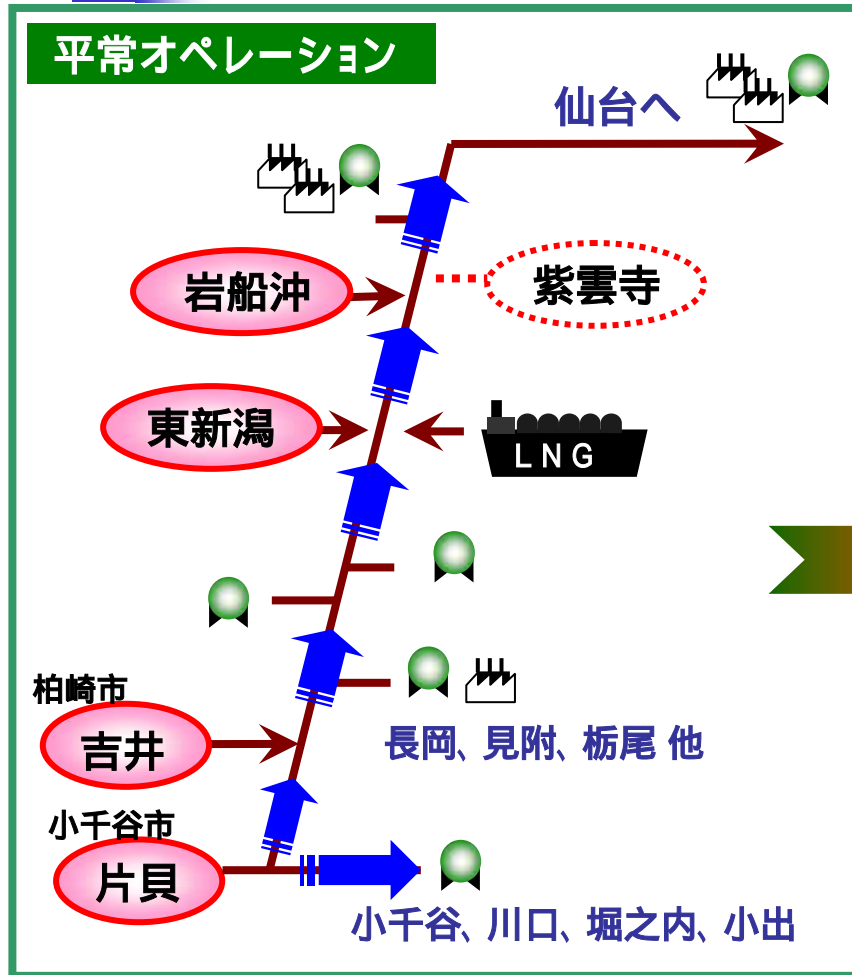 平常オペレーション
仙台へ
岩船沖
紫雲寺
東新潟
LNG
柏崎市
吉井
長岡、見附、栃尾 他
小千谷市
片貝
小千谷、川口、堀之内、小出